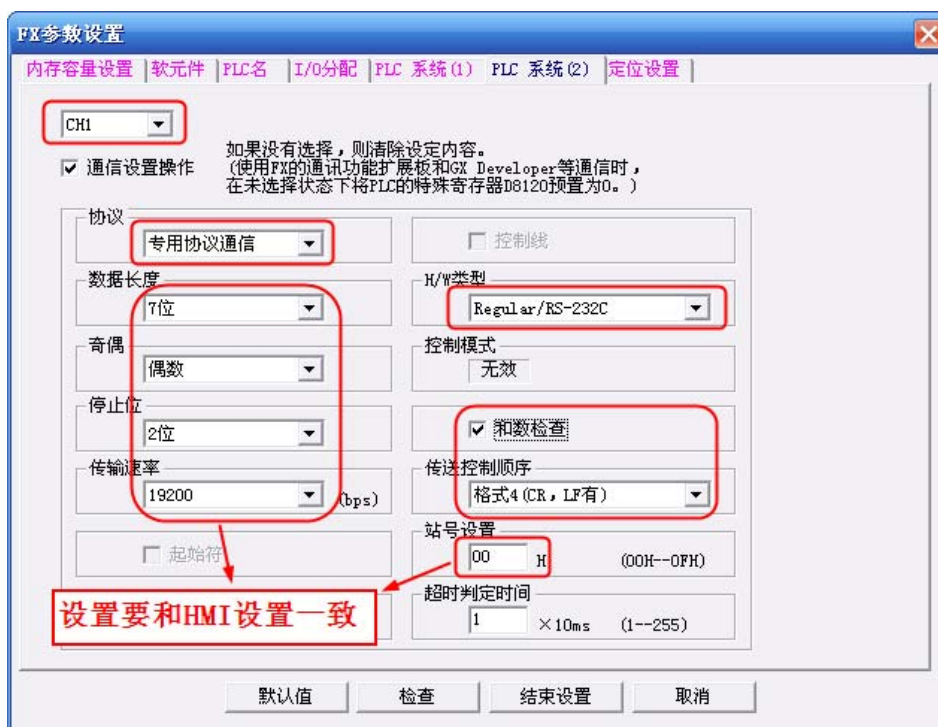 FX参数设置
内存容量设置 软元件 PLC名 I/O分配 PLC 系统(1) PLC 系统(2) 定位设置
CH1
通信设置操作
如果没有选择，则清除设定内容。
(使用FX的通讯功能扩展板和GX Developer等通信时，
在未选择状态下将PLC的特殊寄存器D8120预置为0。)
协议
专用协议通信
控制线
数据长度
7位
H/W类型
Regular/RS-232C
奇偶
偶数
控制模式
无效
停止位
2位
和数检查
传输速率
19200 (bps)
传送控制顺序
格式4(CR，LF有)
起始符
站号设置
00 H (00H--0FH)
设置要和HMI设置一致
超时判定时间
1 ×10ms (1--255)
默认值 检查 结束设置 取消